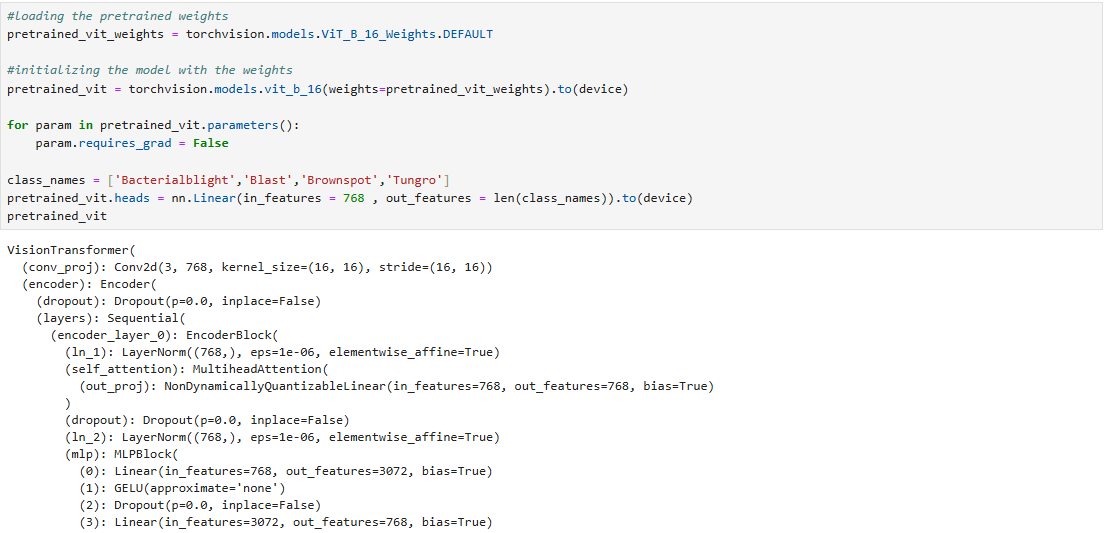 #loading the pretrained weights
pretrained_vit_weights = torchvision.models.ViT_B_16_Weights.DEFAULT

#initializing the model with the weights
pretrained_vit = torchvision.models.vit_b_16(weights=pretrained_vit_weights).to(device)

for param in pretrained_vit.parameters():
    param.requires_grad = False

class_names = ['Bacterialblight','Blast','Brownspot','Tungro']
pretrained_vit.heads = nn.Linear(in_features = 768 , out_features = len(class_names)).to(device)
pretrained_vit

VisionTransformer(
  (conv_proj): Conv2d(3, 768, kernel_size=(16, 16), stride=(16, 16))
  (encoder): Encoder(
    (dropout): Dropout(p=0.0, inplace=False)
    (layers): Sequential(
      (encoder_layer_0): EncoderBlock(
        (ln_1): LayerNorm((768,), eps=1e-06, elementwise_affine=True)
        (self_attention): MultiheadAttention(
          (out_proj): NonDynamicallyQuantizableLinear(in_features=768, out_features=768, bias=True)
        )
        (dropout): Dropout(p=0.0, inplace=False)
        (ln_2): LayerNorm((768,), eps=1e-06, elementwise_affine=True)
        (mlp): MLPBlock(
          (0): Linear(in_features=768, out_features=3072, bias=True)
          (1): GELU(approximate='none')
          (2): Dropout(p=0.0, inplace=False)
          (3): Linear(in_features=3072, out_features=768, bias=True)